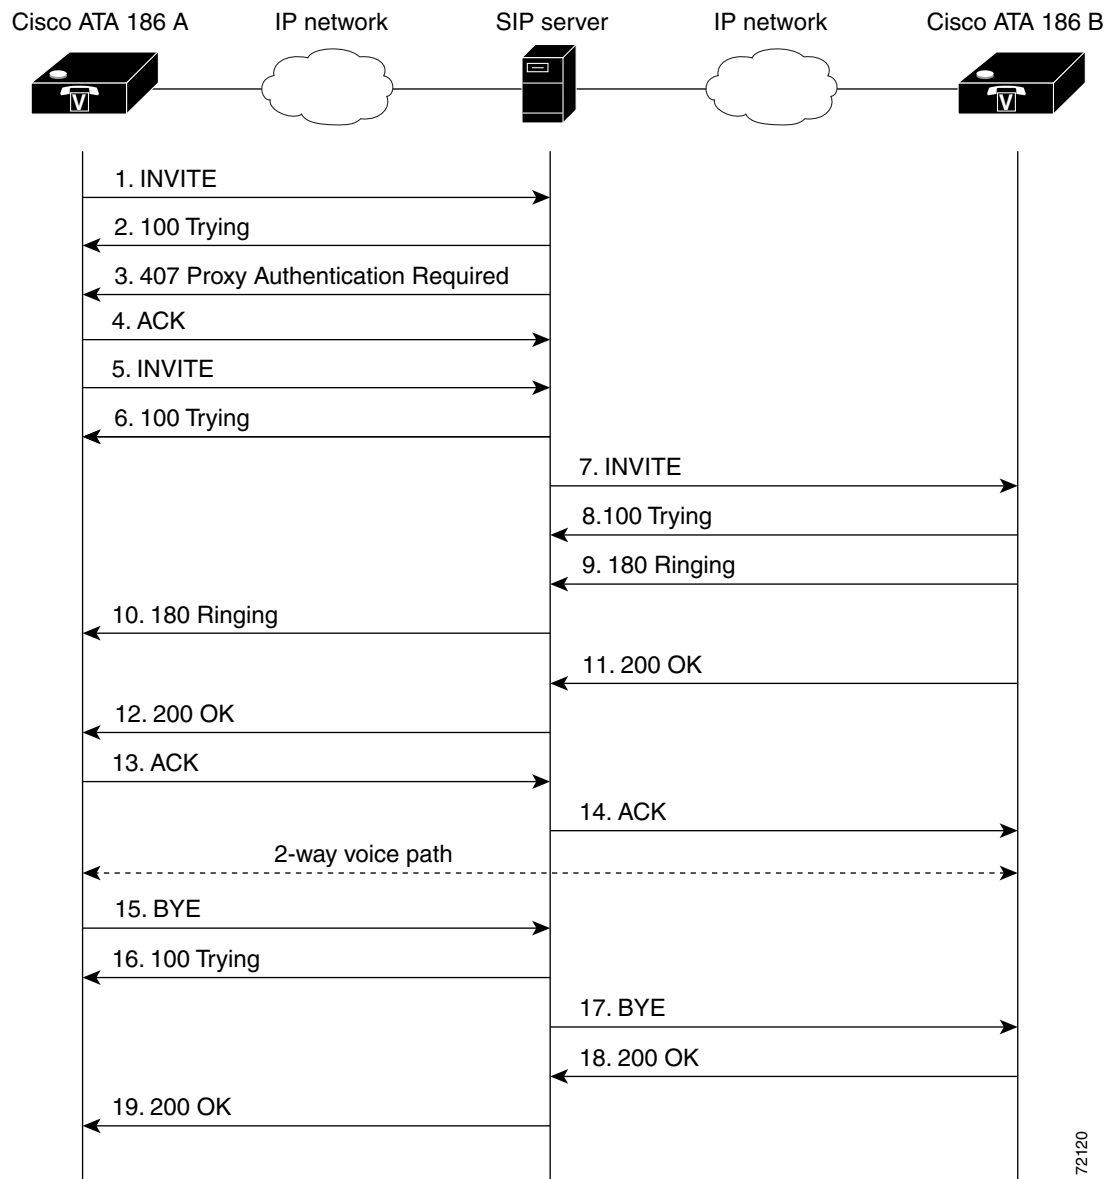 Cisco ATA 186 A
IP network
SIP server
IP network
Cisco ATA 186 B
V
V
1. INVITE
2. 100 Trying
3. 407 Proxy Authentication Required
4. ACK
5. INVITE
6. 100 Trying
7. INVITE
8.100 Trying
9. 180 Ringing
10. 180 Ringing
11. 200 OK
12. 200 OK
13. ACK
14. ACK
2-way voice path
15. BYE
16. 100 Trying
17. BYE
18. 200 OK
19. 200 OK
72120